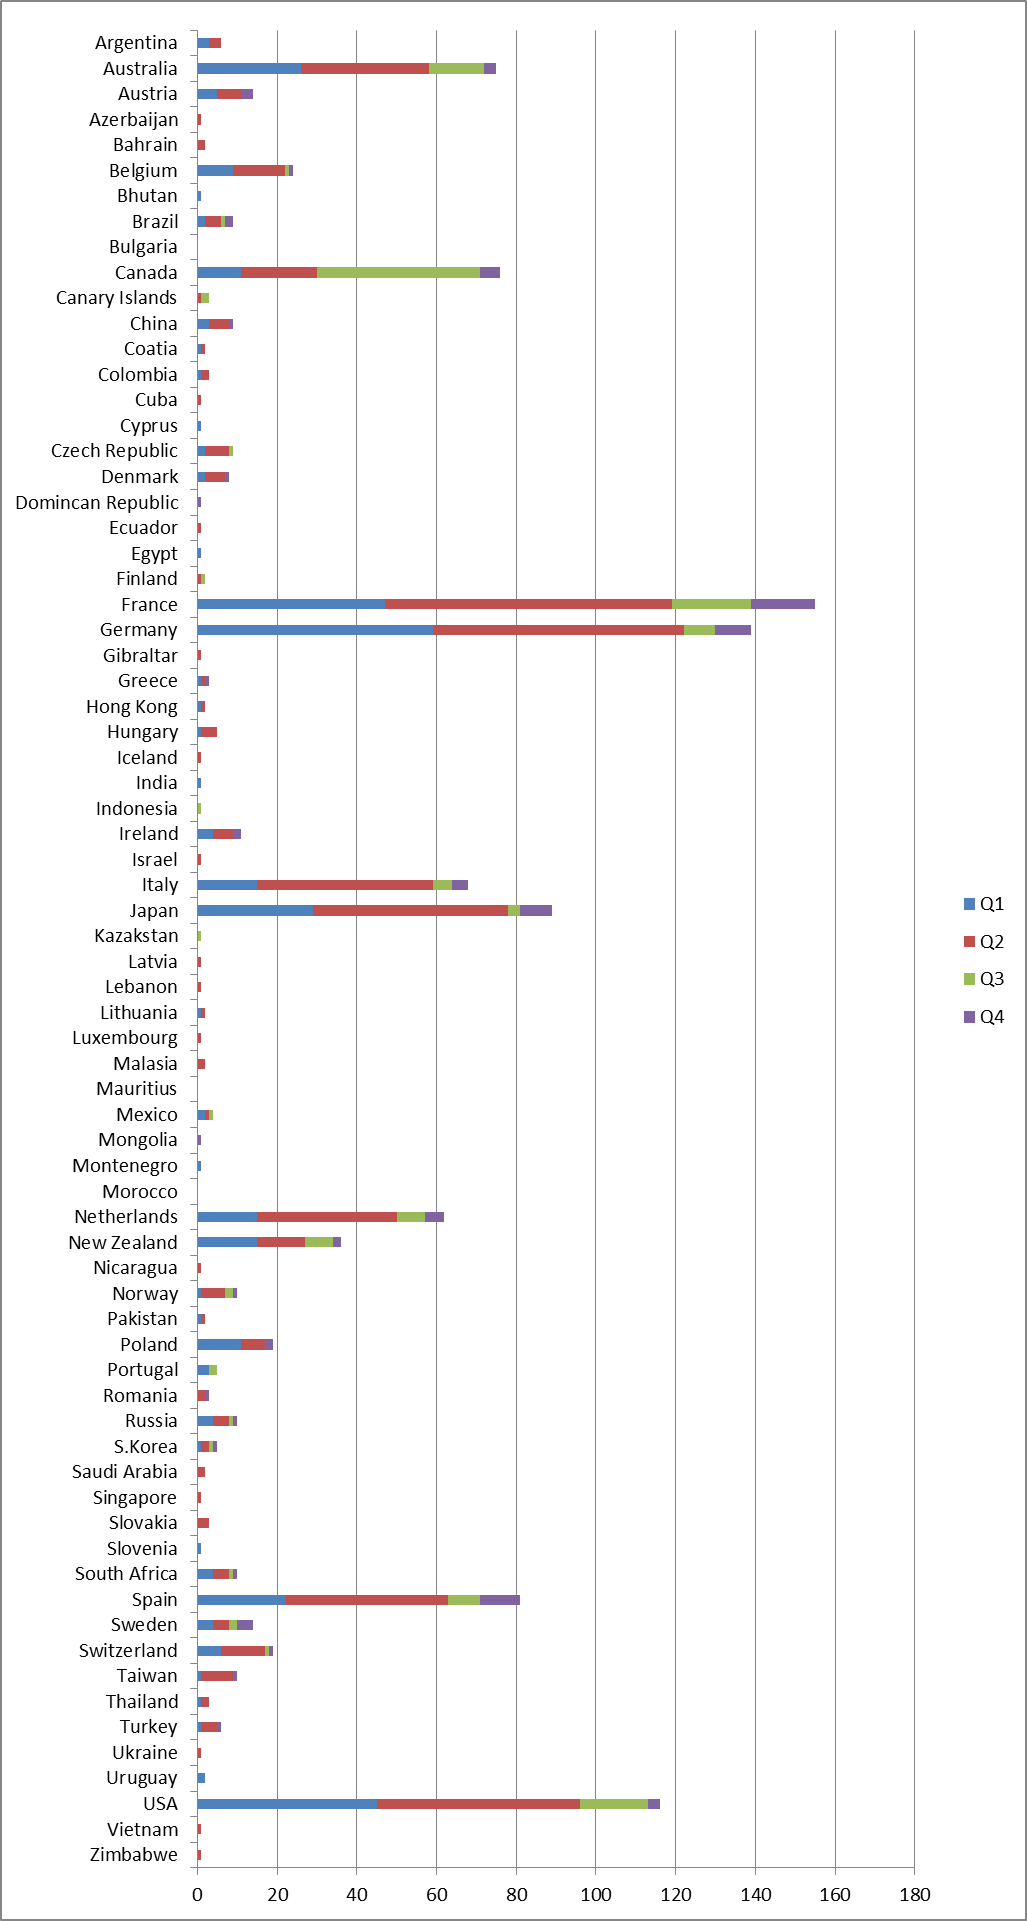 Argentina
Australia
Austria
Azerbaijan
Bahrain
Belgium
Bhutan
Brazil
Bulgaria
Canada
Canary Islands
China
Coatia
Colombia
Cuba
Cyprus
Czech Republic
Denmark
Domincan Republic
Ecuador
Egypt
Finland
France
Germany
Gibraltar
Greece
Hong Kong
Hungary
Iceland
India
Indonesia
Ireland
Israel
Italy
Japan
Kazakstan
Latvia
Lebanon
Lithuania
Luxembourg
Malasia
Mauritius
Mexico
Mongolia
Montenegro
Morocco
Netherlands
New Zealand
Nicaragua
Norway
Pakistan
Poland
Portugal
Romania
Russia
S.Korea
Saudi Arabia
Singapore
Slovakia
Slovenia
South Africa
Spain
Sweden
Switzerland
Taiwan
Thailand
Turkey
Ukraine
Uruguay
USA
Vietnam
Zimbabwe
0 20 40 60 80 100 120 140 160 180
Q1
Q2
Q3
Q4